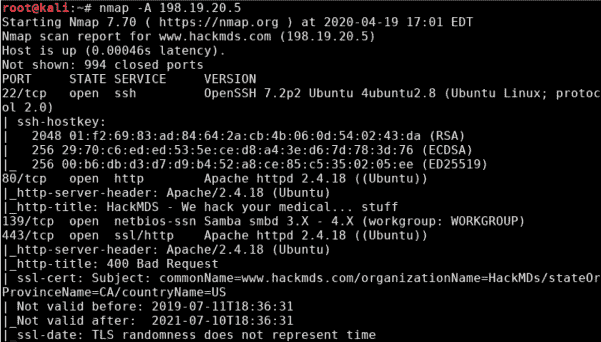 root@kali:~# nmap -A 198.19.20.5
Starting Nmap 7.70 ( https://nmap.org ) at 2020-04-19 17:01 EDT
Nmap scan report for www.hackmds.com (198.19.20.5)
Host is up (0.00046s latency).
Not shown: 994 closed ports
PORT    STATE SERVICE     VERSION
22/tcp  open  ssh         OpenSSH 7.2p2 Ubuntu 4ubuntu2.8 (Ubuntu Linux; protoc
ol 2.0)
| ssh-hostkey:
|   2048 01:f2:69:83:ad:84:64:2a:cb:4b:06:0d:54:02:43:da (RSA)
|   256 29:70:c6:ed:ed:53:5e:ce:d8:a4:3e:d6:7d:78:3d:76 (ECDSA)
|_  256 00:b6:db:d3:d7:d9:b4:52:a8:ce:85:c5:35:02:05:ee (ED25519)
80/tcp  open  http        Apache httpd 2.4.18 ((Ubuntu))
|_http-server-header: Apache/2.4.18 (Ubuntu)
|_http-title: HackMDS - We hack your medical... stuff
139/tcp open  netbios-ssn Samba smbd 3.X - 4.X (workgroup: WORKGROUP)
443/tcp open  ssl/http    Apache httpd 2.4.18 ((Ubuntu))
|_http-server-header: Apache/2.4.18 (Ubuntu)
|_http-title: 400 Bad Request
| ssl-cert: Subject: commonName=www.hackmds.com/organizationName=HackMDs/stateOr
ProvinceName=CA/countryName=US
| Not valid before: 2019-07-11T18:36:31
|_Not valid after:  2021-07-10T18:36:31
|_ssl-date: TLS randomness does not represent time